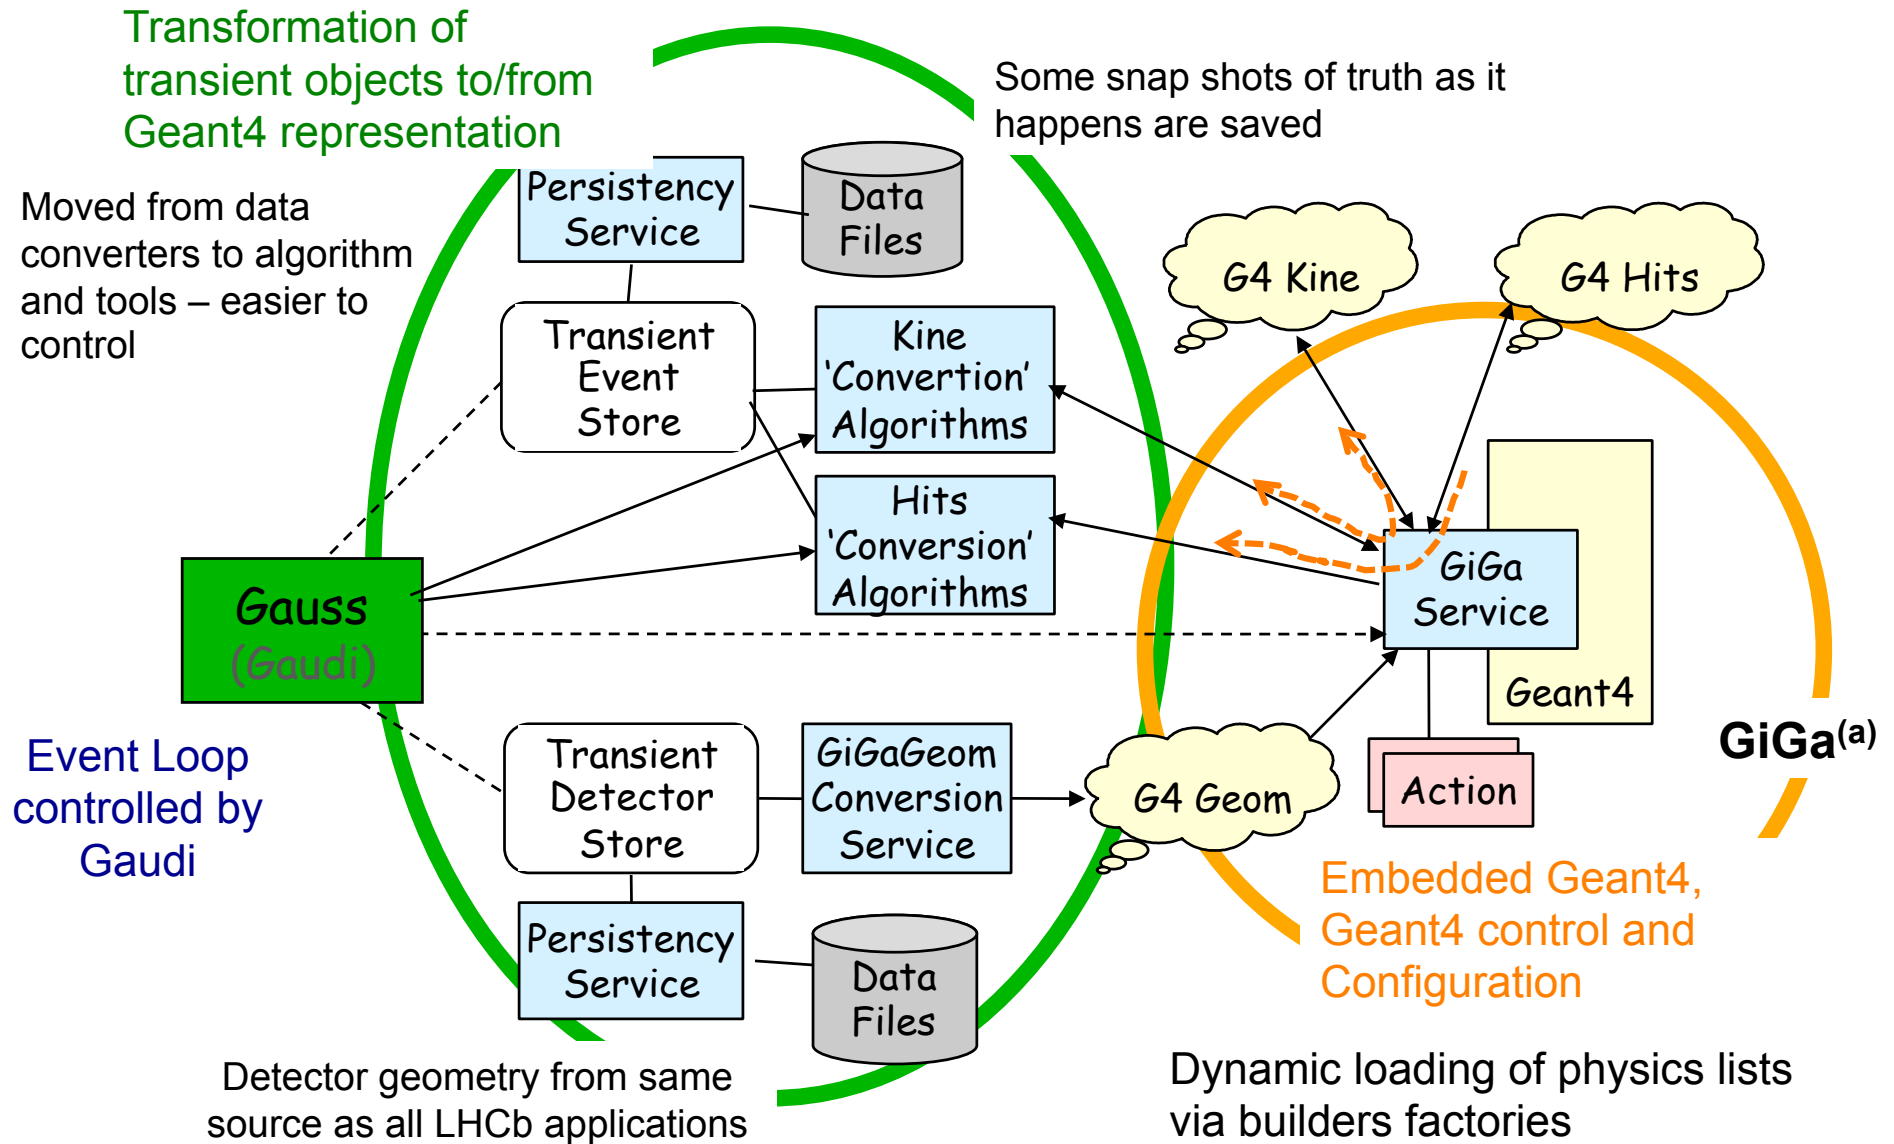 Transformation of
transient objects to/from
Geant4 representation
Some snap shots of truth as it
happens are saved
Moved from data
converters to algorithm
and tools – easier to
control
Persistency
Service
Data
Files
G4 Kine
G4 Hits
Transient
Event
Store
Kine
‘Convertion’
Algorithms
Hits
‘Conversion’
Algorithms
GiGa
Service
Geant4
Gauss
(Gaudi)
GiGa(a)
Event Loop
controlled by
Gaudi
Transient
Detector
Store
GiGaGeom
Conversion
Service
G4 Geom
Action
Persistency
Service
Data
Files
Embedded Geant4,
Geant4 control and
Configuration
Detector geometry from same
source as all LHCb applications
Dynamic loading of physics lists
via builders factories